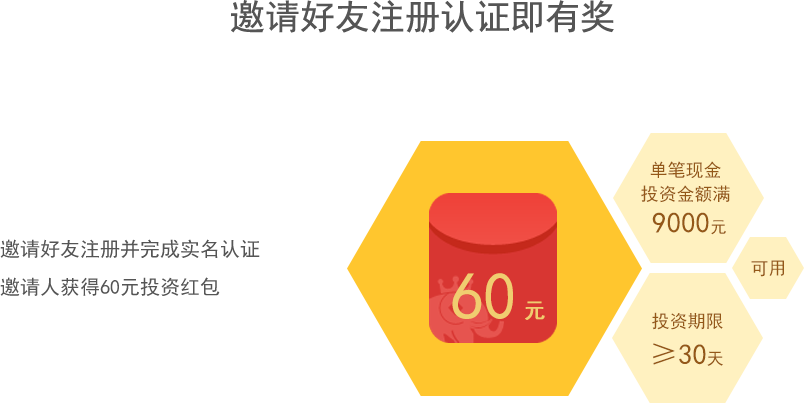 邀请好友注册认证即有奖
邀请好友注册并完成实名认证
邀请人获得60元投资红包
60元
单笔现金
投资金额满
9000元
可用
投资期限
≥30天